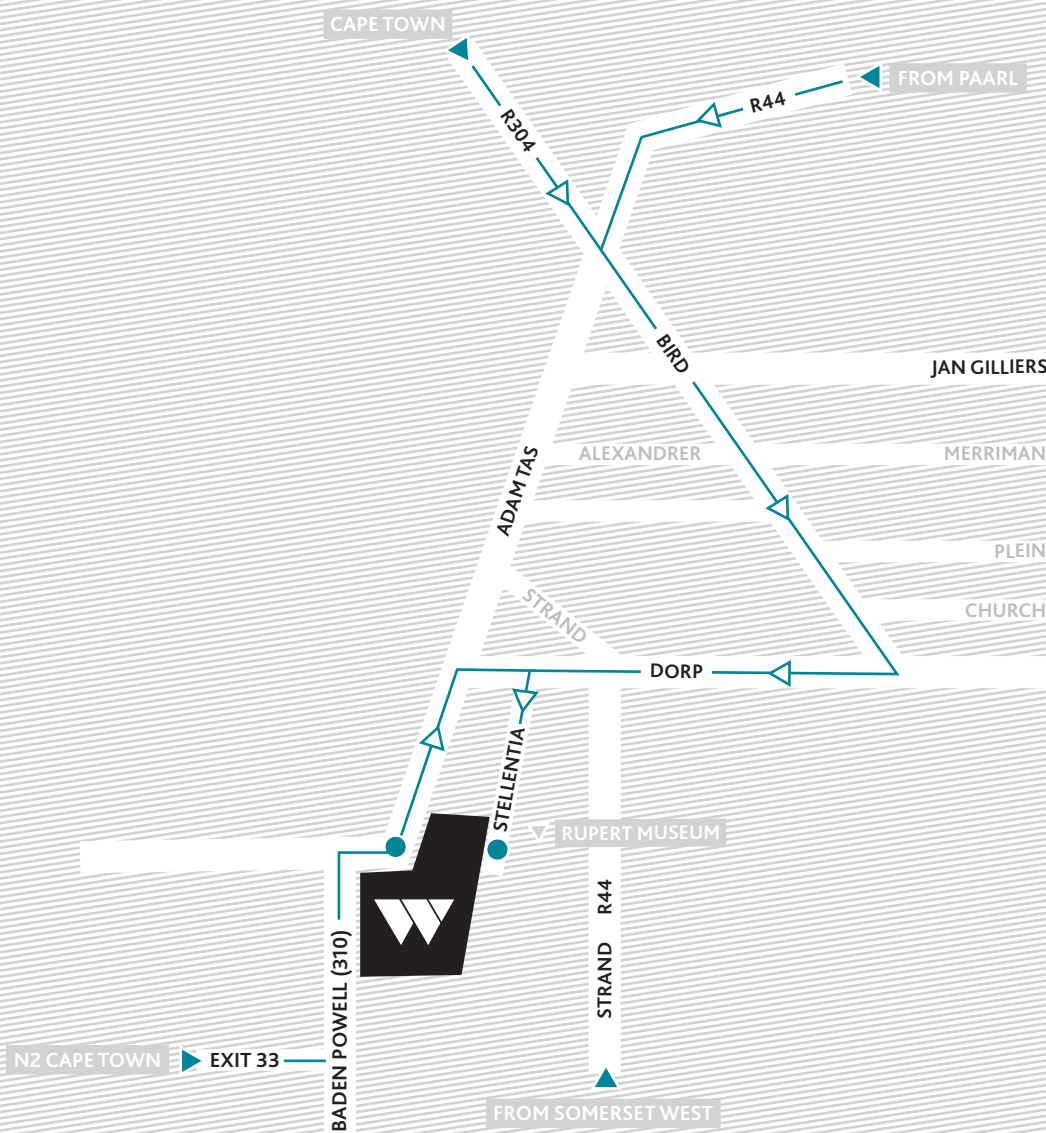 CAPE TOWN
FROM PAARL
R44
R304
BIRD
JAN GILLIERS
ADAM TAS
ALEXANDRER
MERRIMAN
PLEIN
STRAND
CHURCH
DORP
STELLENTIA
RUPERT MUSEUM
STRAND R44
BADEN POWELL (310)
N2 CAPE TOWN
EXIT 33
FROM SOMERSET WEST